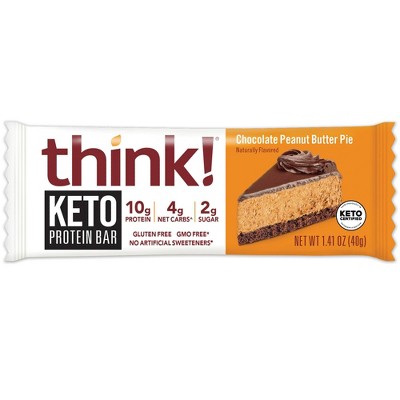 think!®
KETO
PROTEIN BAR
10g
PROTEIN
4g
NET CARBS*
2g
SUGAR
GLUTEN FREE GMO FREE*
NO ARTIFICIAL SWEETENERS*
Chocolate Peanut Butter Pie
Naturally Flavored
KETO
CERTIFIED
NET WT 1.41 OZ (40g)